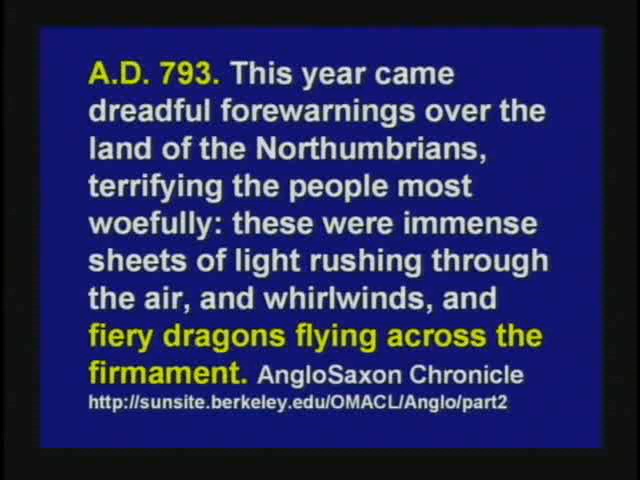 A.D. 793. This year came
dreadful forewarnings over the
land of the Northumbrians,
terrifying the people most
woefully: these were immense
sheets of light rushing through
the air, and whirlwinds, and
fiery dragons flying across the
firmament. AngloSaxon Chronicle
http://sunsite.berkeley.edu/OMACL/Anglo/part2